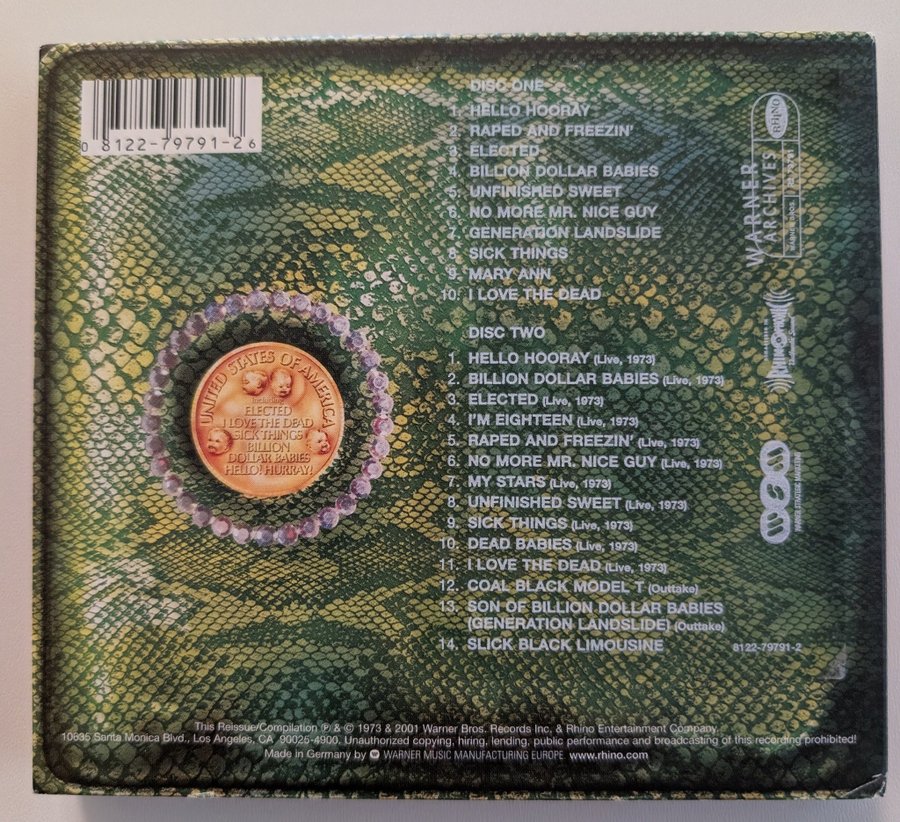 0 8122-79791-2 6
DISC ONE
1. HELLO HOORAY
2. RAPED AND FREEZIN'
3. ELECTED
4. BILLION DOLLAR BABIES
5. UNFINISHED SWEET
6. NO MORE MR. NICE GUY
7. GENERATION LANDSLIDE
8. SICK THINGS
9. MARY ANN
10. I LOVE THE DEAD
DISC TWO
1. HELLO HOORAY (Live, 1973)
2. BILLION DOLLAR BABIES (Live, 1973)
3. ELECTED (Live, 1973)
4. I'M EIGHTEEN (Live, 1973)
5. RAPED AND FREEZIN' (Live, 1973)
6. NO MORE MR. NICE GUY (Live, 1973)
7. MY STARS (Live, 1973)
8. UNFINISHED SWEET (Live, 1973)
9. SICK THINGS (Live, 1973)
10. DEAD BABIES (Live, 1973)
11. I LOVE THE DEAD (Live, 1973)
12. COAL BLACK MODEL T (Outtake)
13. SON OF BILLION DOLLAR BABIES
(GENERATION LANDSLIDE) (Outtake)
14. SLICK BLACK LIMOUSINE
8122-79791-2
UNITED STATES OF AMERICA
Including
ELECTED
I LOVE THE DEAD
SICK THINGS
BILLION
DOLLAR BABIES
HELLO! HURRAY!
WARNER
ARCHIVES
RHINO
This Reissue/Compilation ℗ & © 1973 & 2001 Warner Bros. Records Inc. & Rhino Entertainment Company.
10635 Santa Monica Blvd., Los Angeles, CA 90025-4900. Unauthorized copying, hiring, lending, public performance and broadcasting of this recording prohibited!
Made in Germany by WARNER MUSIC MANUFACTURING EUROPE www.rhino.com